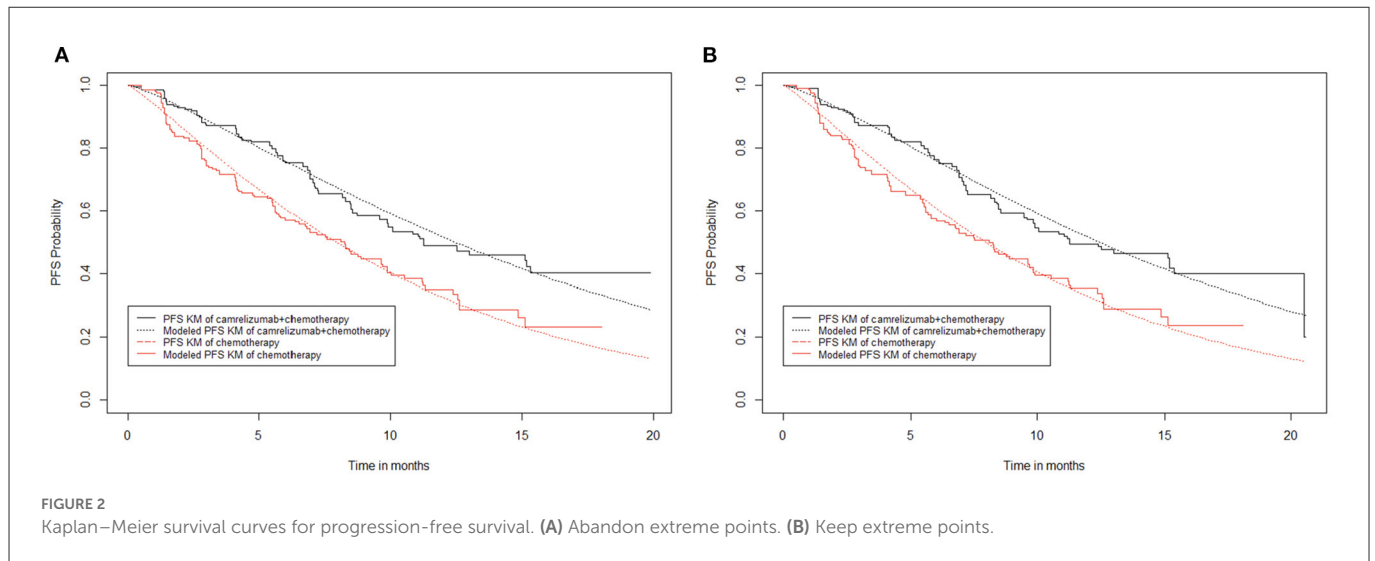 A
1.0
0.8
0.6
0.4
0.2
0.0
PFS Probability
PFS KM of camrelizumab+chemotherapy
Modeled PFS KM of camrelizumab+chemotherapy
PFS KM of chemotherapy
Modeled PFS KM of chemotherapy
0 5 10 15 20
Time in months
B
1.0
0.8
0.6
0.4
0.2
0.0
PFS Probability
PFS KM of camrelizumab+chemotherapy
Modeled PFS KM of camrelizumab+chemotherapy
PFS KM of chemotherapy
Modeled PFS KM of chemotherapy
0 5 10 15 20
Time in months
FIGURE 2
Kaplan–Meier survival curves for progression-free survival. (A) Abandon extreme points. (B) Keep extreme points.